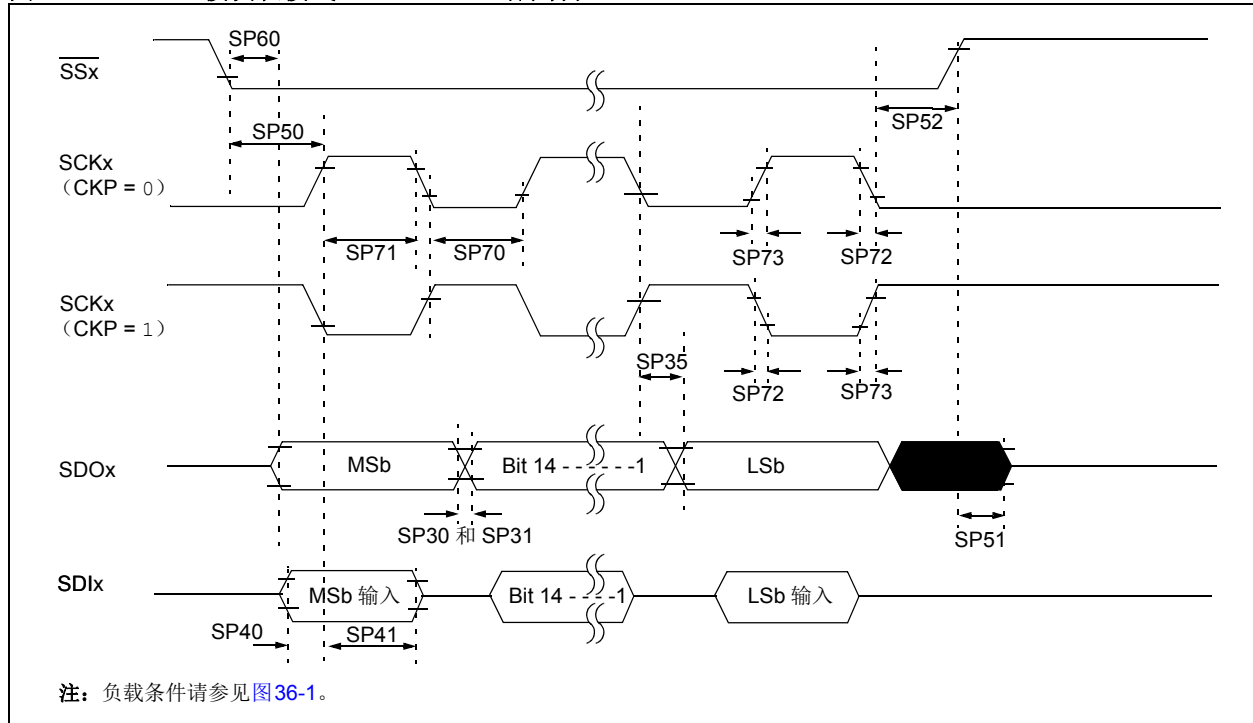 SP60
SSx
SP50
SP52
SCKx
（CKP = 0）
SP71
SP70
SP73
SP72
SCKx
（CKP = 1）
SP35
SP72
SP73
SDOx
MSb
Bit 14 - - - - - -1
LSb
SP30 和 SP31
SP51
SDIx
MSb 输入
Bit 14 - - - -1
LSb 输入
SP40
SP41
注：负载条件请参见图36-1。